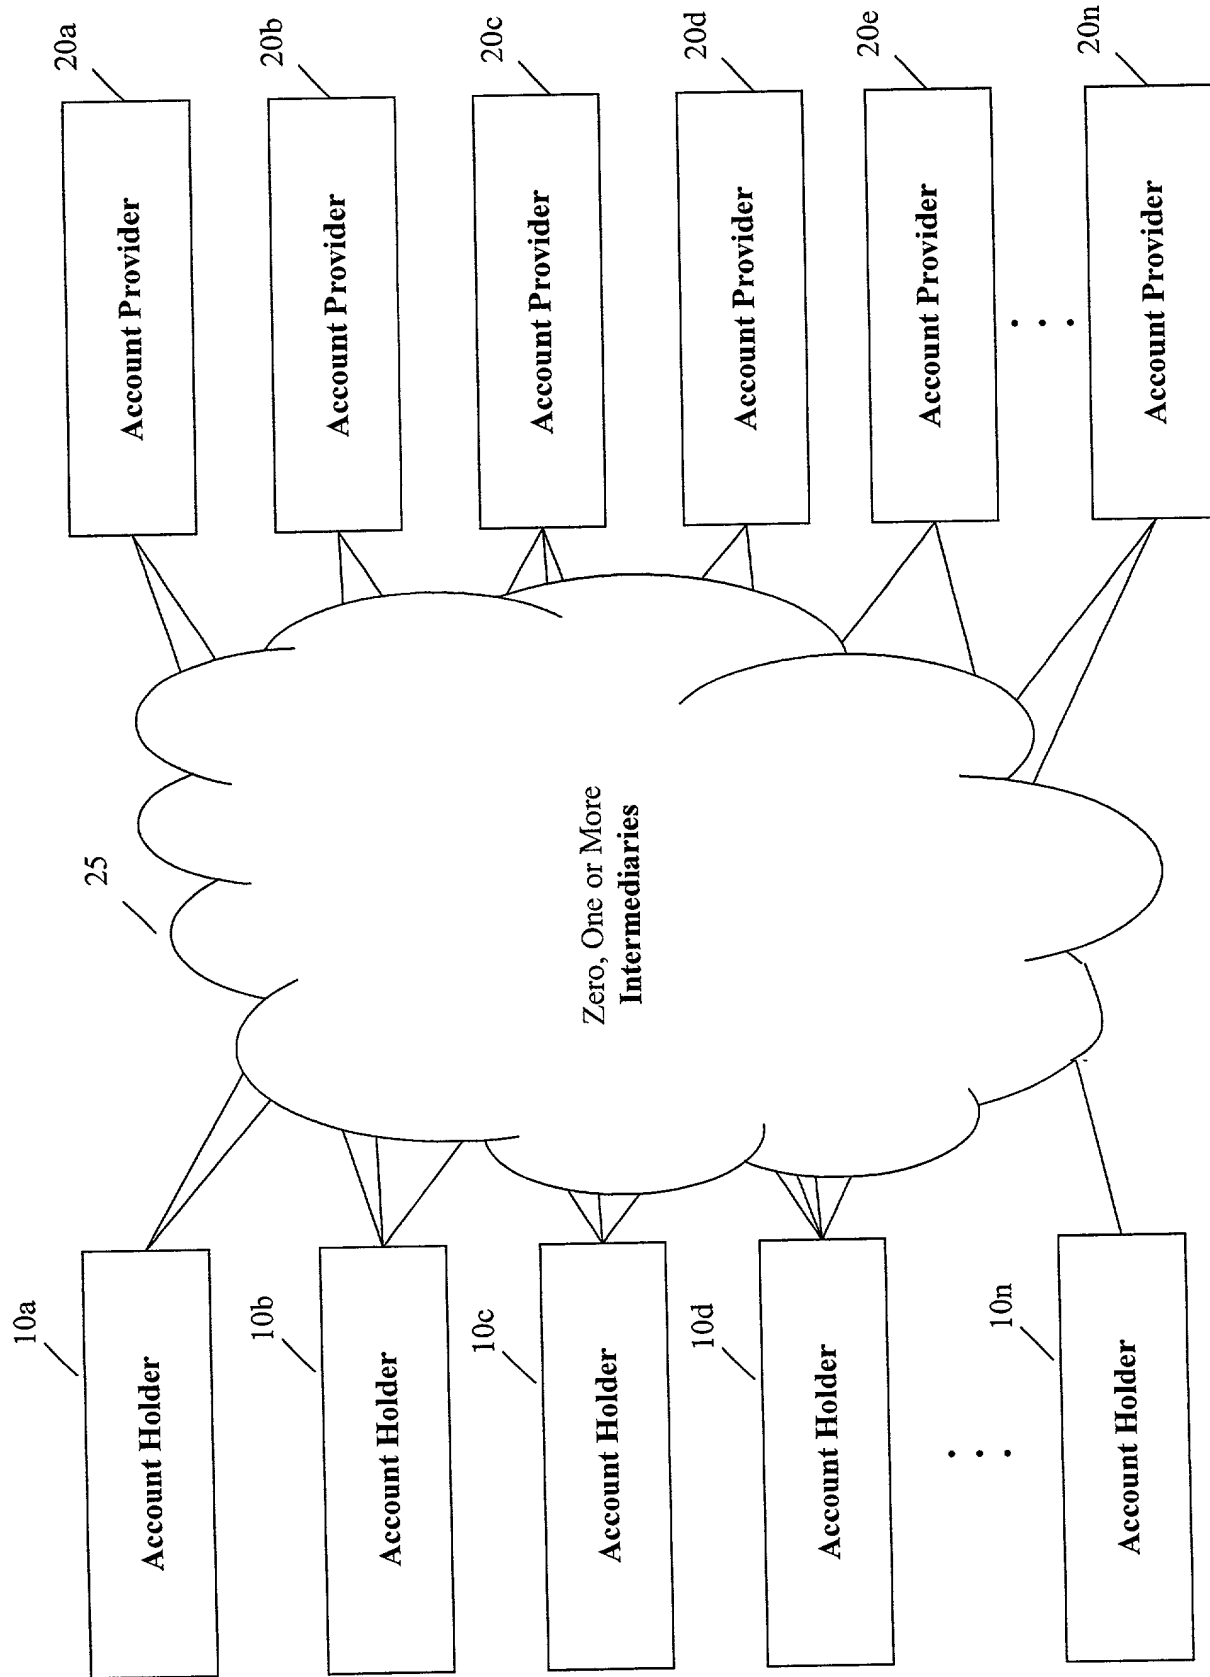 10a
Account Holder
10b
Account Holder
10c
Account Holder
10d
Account Holder
. . .
10n
Account Holder
25
Zero, One or More
Intermediaries
20a
Account Provider
20b
Account Provider
20c
Account Provider
20d
Account Provider
20e
Account Provider
. . .
20n
Account Provider